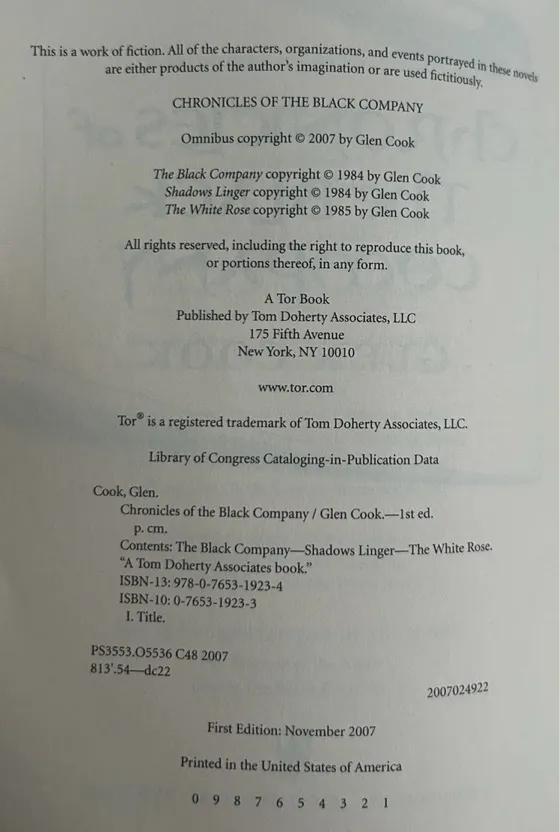 This is a work of fiction. All of the characters, organizations, and events portrayed in these novels
are either products of the author's imagination or are used fictitiously.
CHRONICLES OF THE BLACK COMPANY
Omnibus copyright © 2007 by Glen Cook
The Black Company copyright © 1984 by Glen Cook
Shadows Linger copyright © 1984 by Glen Cook
The White Rose copyright © 1985 by Glen Cook
All rights reserved, including the right to reproduce this book,
or portions thereof, in any form.
A Tor Book
Published by Tom Doherty Associates, LLC
175 Fifth Avenue
New York, NY 10010
www.tor.com
Tor® is a registered trademark of Tom Doherty Associates, LLC.
Library of Congress Cataloging-in-Publication Data
Cook, Glen.
Chronicles of the Black Company / Glen Cook.—1st ed.
p. cm.
Contents: The Black Company—Shadows Linger—The White Rose.
"A Tom Doherty Associates book."
ISBN-13: 978-0-7653-1923-4
ISBN-10: 0-7653-1923-3
I. Title.
PS3553.O5536 C48 2007
813'.54—dc22
2007024922
First Edition: November 2007
Printed in the United States of America
0 9 8 7 6 5 4 3 2 1